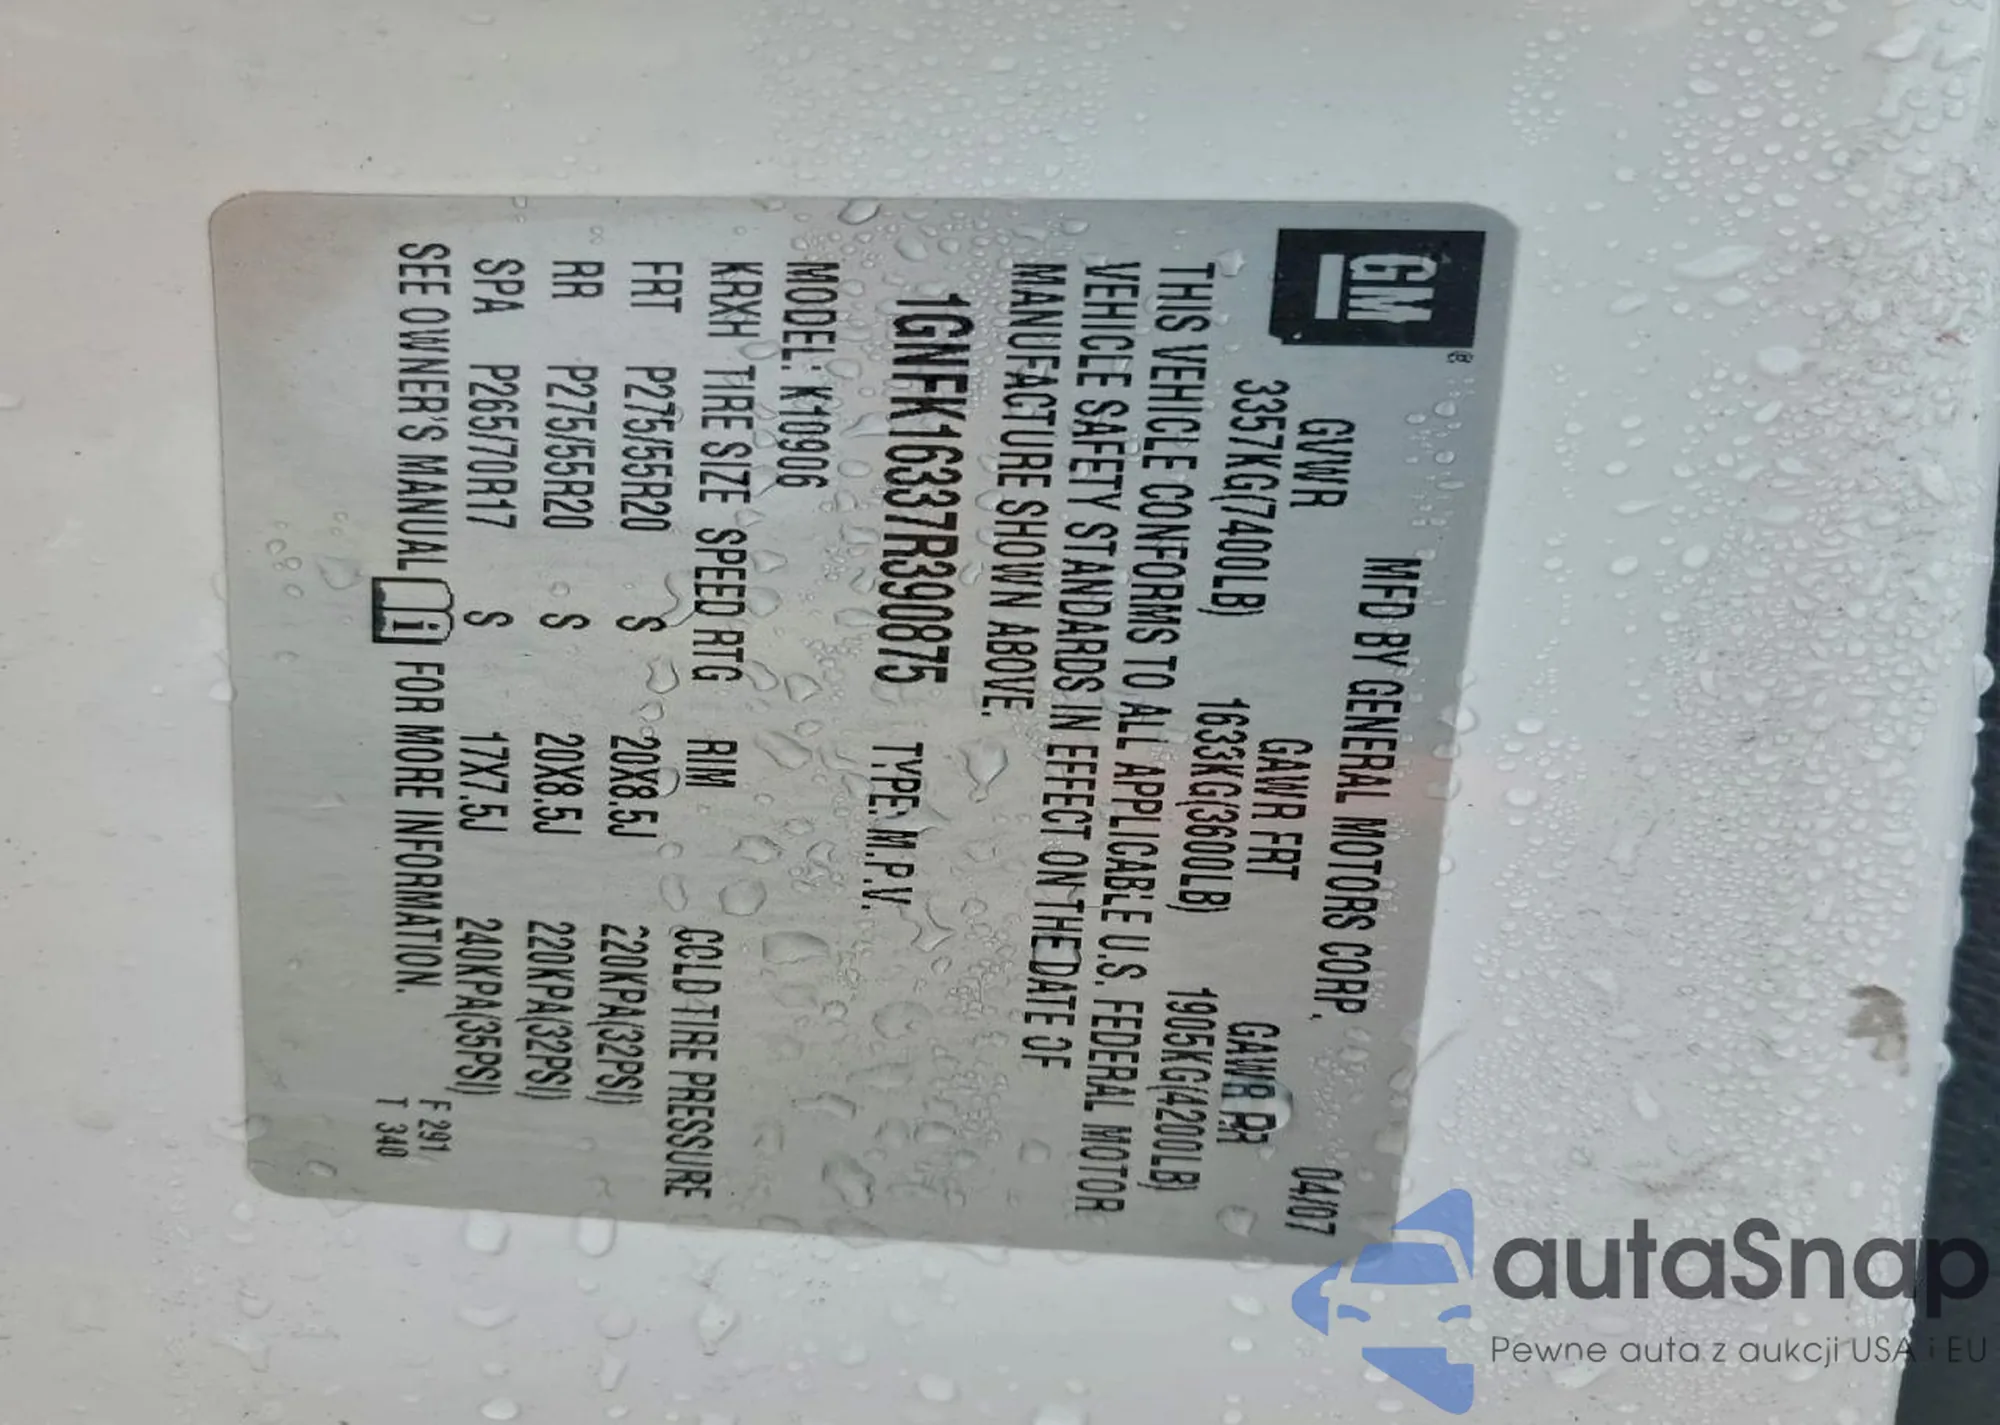 GM®
MFD BY GENERAL MOTORS CORP. 04/07
GVWR GAWR FRT GAWR RR
3357KG(7400LB) 1633KG(3600LB) 1905KG(4200LB)
THIS VEHICLE CONFORMS TO ALL APPLICABLE U.S. FEDERAL MOTOR
VEHICLE SAFETY STANDARDS IN EFFECT ON THE DATE OF
MANUFACTURE SHOWN ABOVE.
1GNFK16337R390875 TYPE: M.P.V.
MODEL: K10906
KRXH TIRE SIZE SPEED RTG RIM COLD TIRE PRESSURE
FRT P275/55R20 S 20X8.5J 220KPA(32PSI)
RR P275/55R20 S 20X8.5J 220KPA(32PSI)
SPA P265/70R17 S 17X7.5J 240KPA(35PSI)
SEE OWNER'S MANUAL i FOR MORE INFORMATION.
F 291
T 340
autaSnap
Pewne auta z aukcji USA i EU